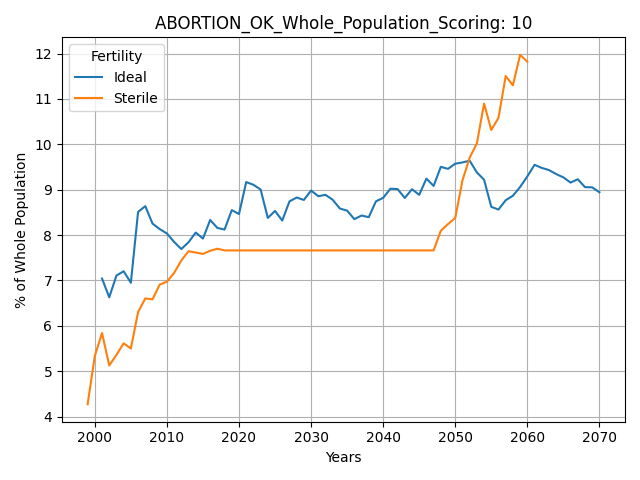 ABORTION_OK_Whole_Population_Scoring: 10
Fertility
Ideal
Sterile
% of Whole Population
12
11
10
9
8
7
6
5
4
2000 2010 2020 2030 2040 2050 2060 2070
Years